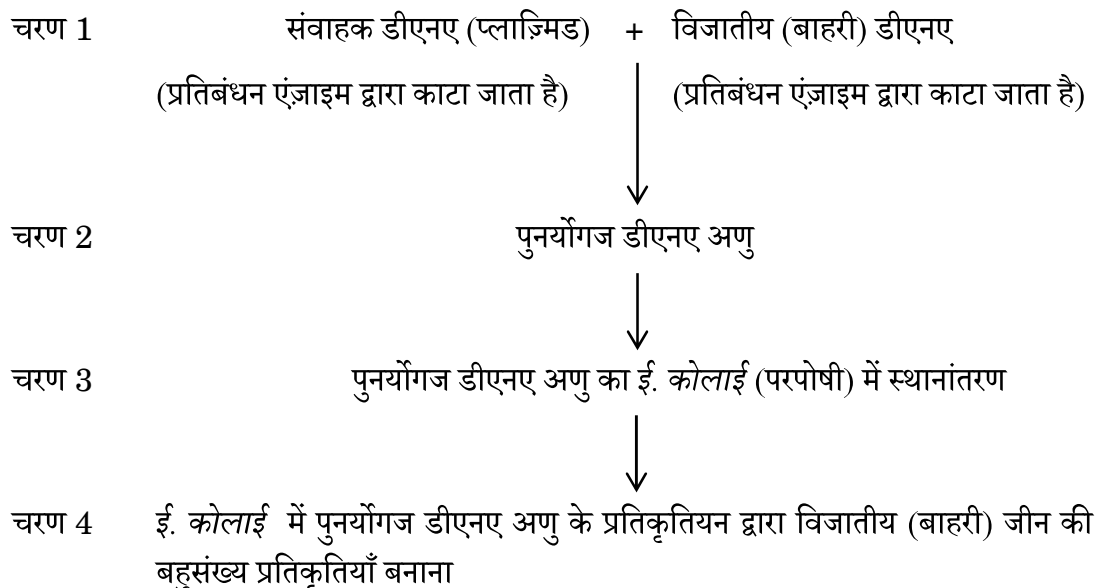 चरण 1 संवाहक डीएनए (प्लाज़्मिड) + विजातीय (बाहरी) डीएनए
(प्रतिबंधन एंज़ाइम द्वारा काटा जाता है) (प्रतिबंधन एंज़ाइम द्वारा काटा जाता है)
चरण 2 पुनर्योगज डीएनए अणु
चरण 3 पुनर्योगज डीएनए अणु का ई. कोलाई (परपोषी) में स्थानांतरण
चरण 4 ई. कोलाई में पुनर्योगज डीएनए अणु के प्रतिकृतियन द्वारा विजातीय (बाहरी) जीन की
बहुसंख्य प्रतिकृतियाँ बनाना